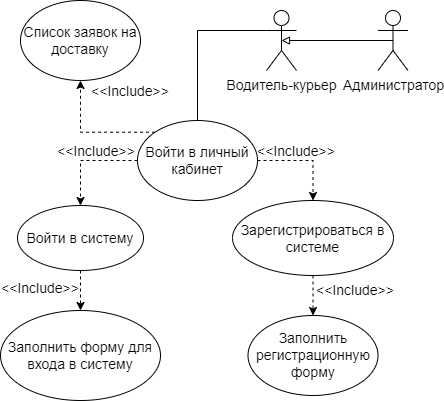 Список заявок на
доставку
<<Include>>
Водитель-курьер
Администратор
<<Include>>
Войти в личный
кабинет
<<Include>>
Войти в систему
Зарегистрироваться в
системе
<<Include>>
<<Include>>
Заполнить форму для
входа в систему
Заполнить
регистрационную
форму